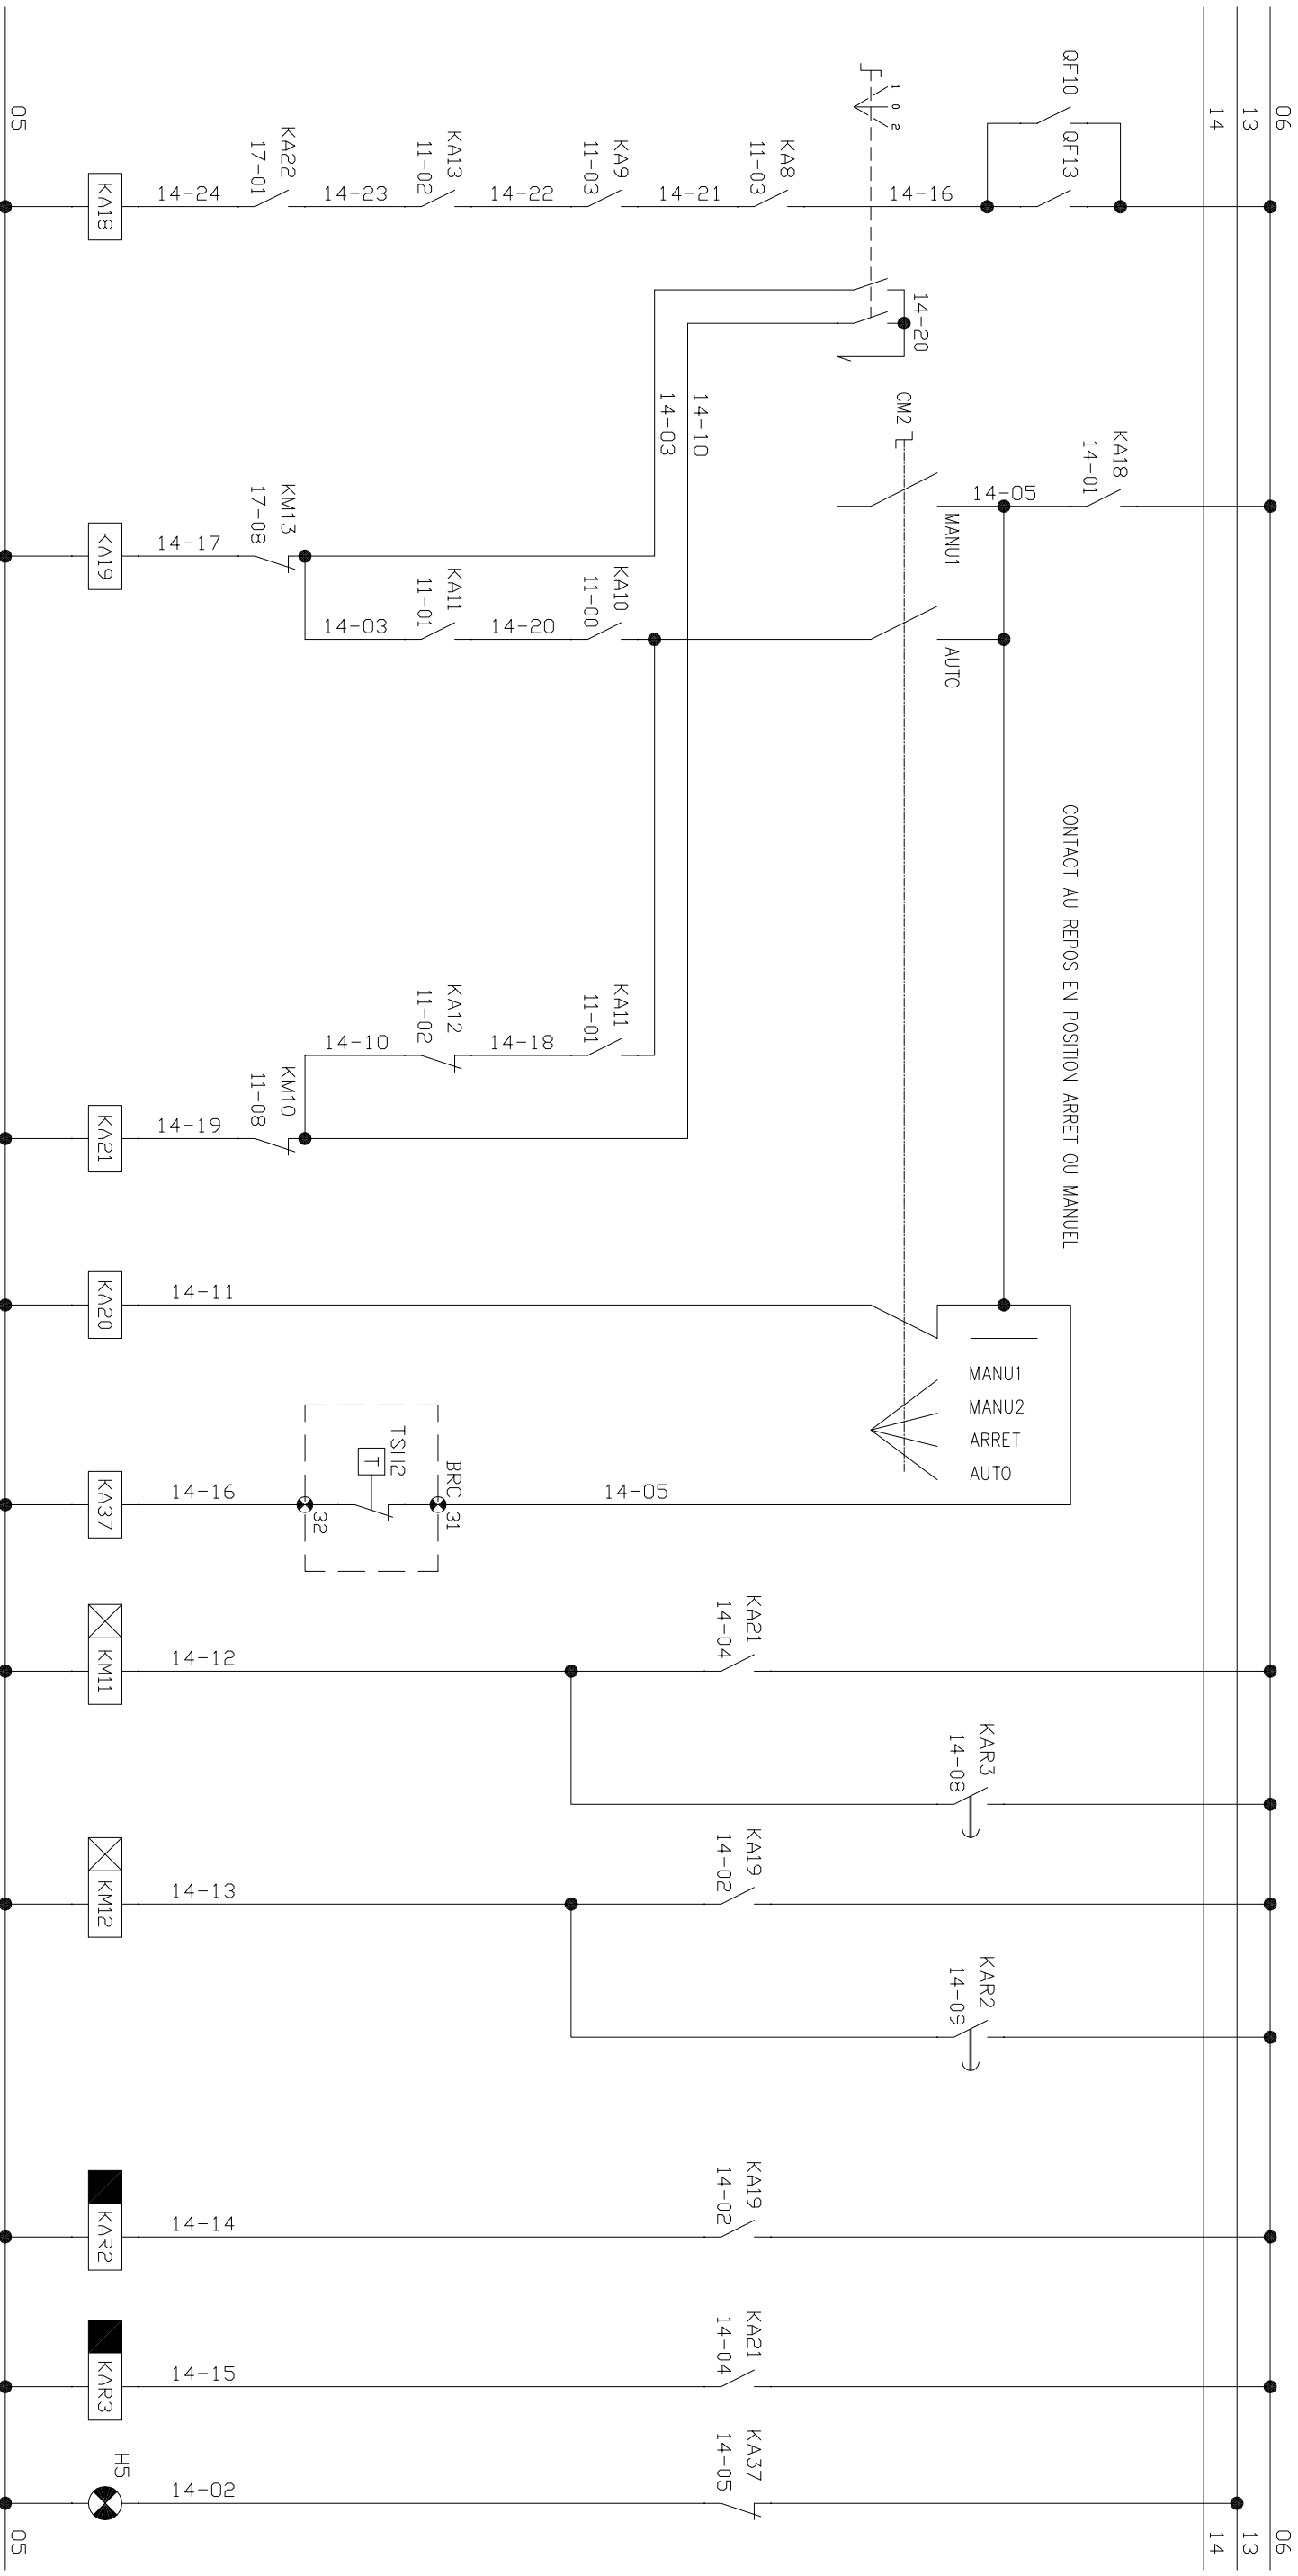 06
13
14
QF10
QF13
1 0 2
14-16
KA8
11-03
14-21
KA9
11-03
14-22
KA13
11-02
14-23
KA22
17-01
14-24
KA18
05
14-20
14-10
14-03
CM2
KA18
14-01
14-05
MANU1
AUTO
KM13
17-08
14-17
KA19
KA10
11-00
14-20
KA11
11-01
14-03
CONTACT AU REPOS EN POSITION ARRET OU MANUEL
KA11
11-01
14-18
KA12
11-02
14-10
KM10
11-08
14-19
KA21
14-11
KA20
MANU1
MANU2
ARRET
AUTO
14-05
BRC
31
TSH2
T
32
14-16
KA37
KA21
14-04
14-12
KM11
KAR3
14-08
KA19
14-02
14-13
KM12
KAR2
14-09
KA19
14-02
14-14
KAR2
KA21
14-04
14-15
KAR3
KA37
14-05
14-02
H5
06
13
14
05